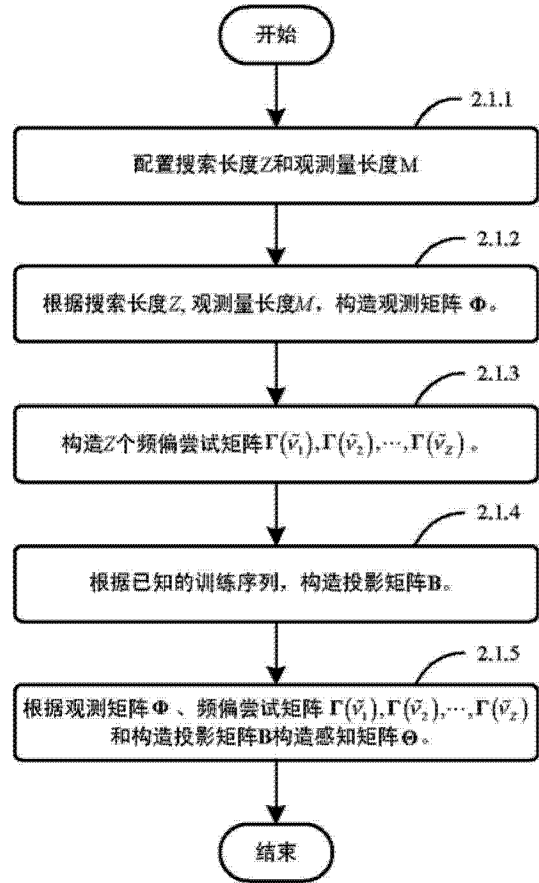 开始
2.1.1
配置搜索长度Z和观测量长度M
2.1.2
根据搜索长度Z, 观测量长度M，构造观测矩阵 Φ。
2.1.3
构造Z个频偏尝试矩阵Γ(ṽ₁),Γ(ṽ₂),⋯,Γ(ṽ_Z)。
2.1.4
根据已知的训练序列，构造投影矩阵B。
2.1.5
根据观测矩阵Φ、频偏尝试矩阵 Γ(ṽ₁),Γ(ṽ₂),⋯,Γ(ṽ_Z)
和构造投影矩阵B构造感知矩阵Θ。
结束